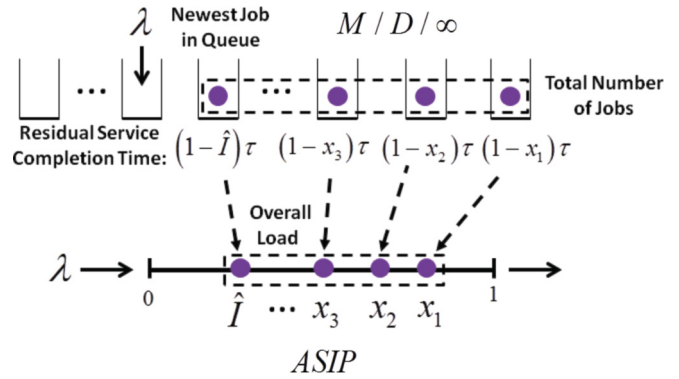 λ Newest Job in Queue M / D / ∞
... ...
Total Number of Jobs
Residual Service Completion Time: (1−Î)τ (1−x₃)τ (1−x₂)τ (1−x₁)τ
Overall Load
λ
0 1
Î ... x₃ x₂ x₁
ASIP